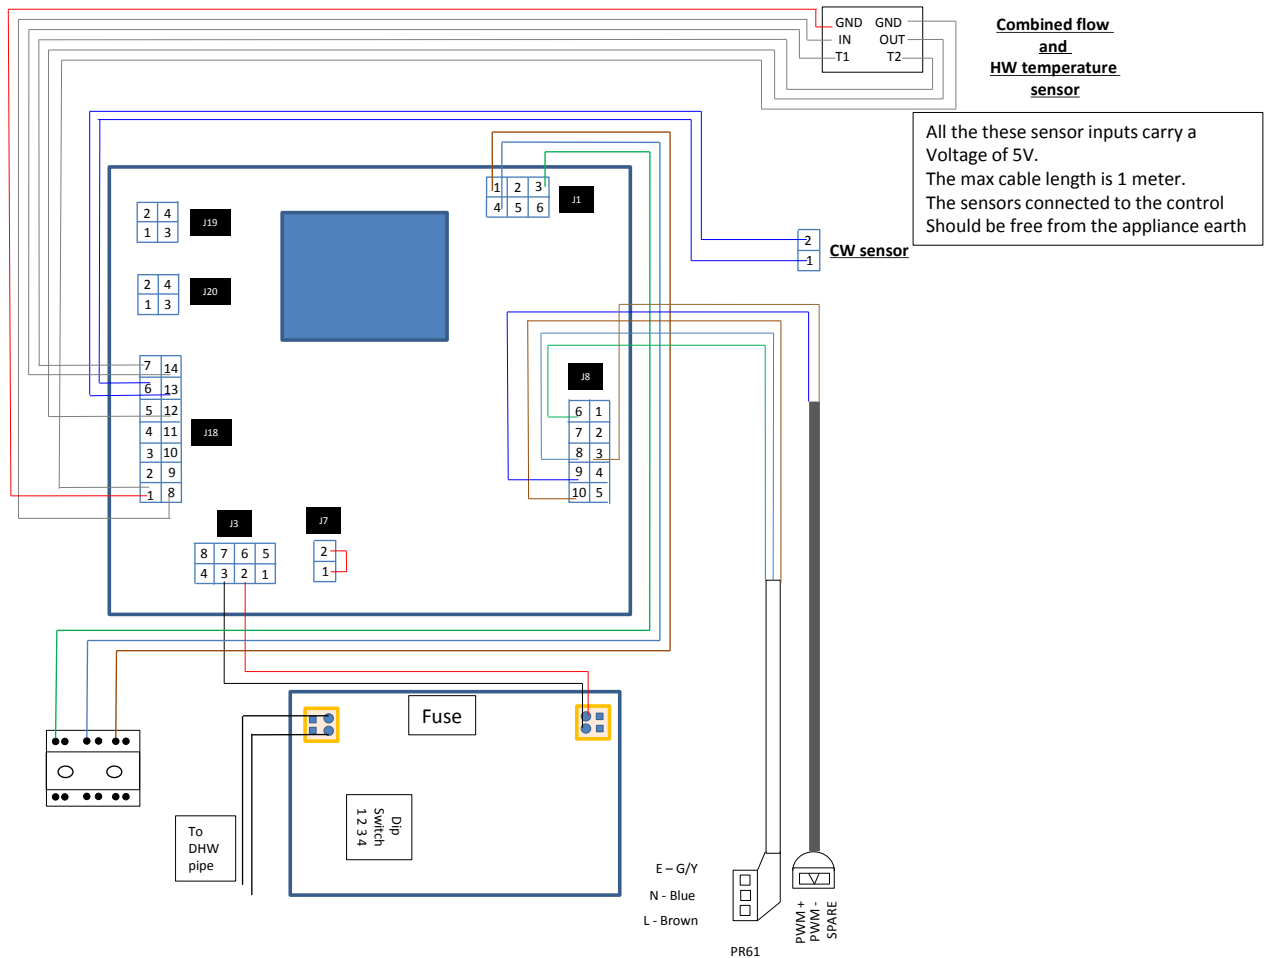 GND GND
IN OUT
T1 T2
Combined flow
and
HW temperature
sensor
All the these sensor inputs carry a
Voltage of 5V.
The max cable length is 1 meter.
The sensors connected to the control
Should be free from the appliance earth
1 2 3
4 5 6
J1
2 4
1 3
J19
2
1
CW sensor
2 4
1 3
J20
7 14
6 13
5 12
4 11
3 10
2 9
1 8
J18
J8
6 1
7 2
8 3
9 4
10 5
J3
8 7 6 5
4 3 2 1
J7
2
1
Fuse
Dip
Switch
1 2 3 4
To
DHW
pipe
E – G/Y
N - Blue
L - Brown
PR61
PWM +
PWM -
SPARE